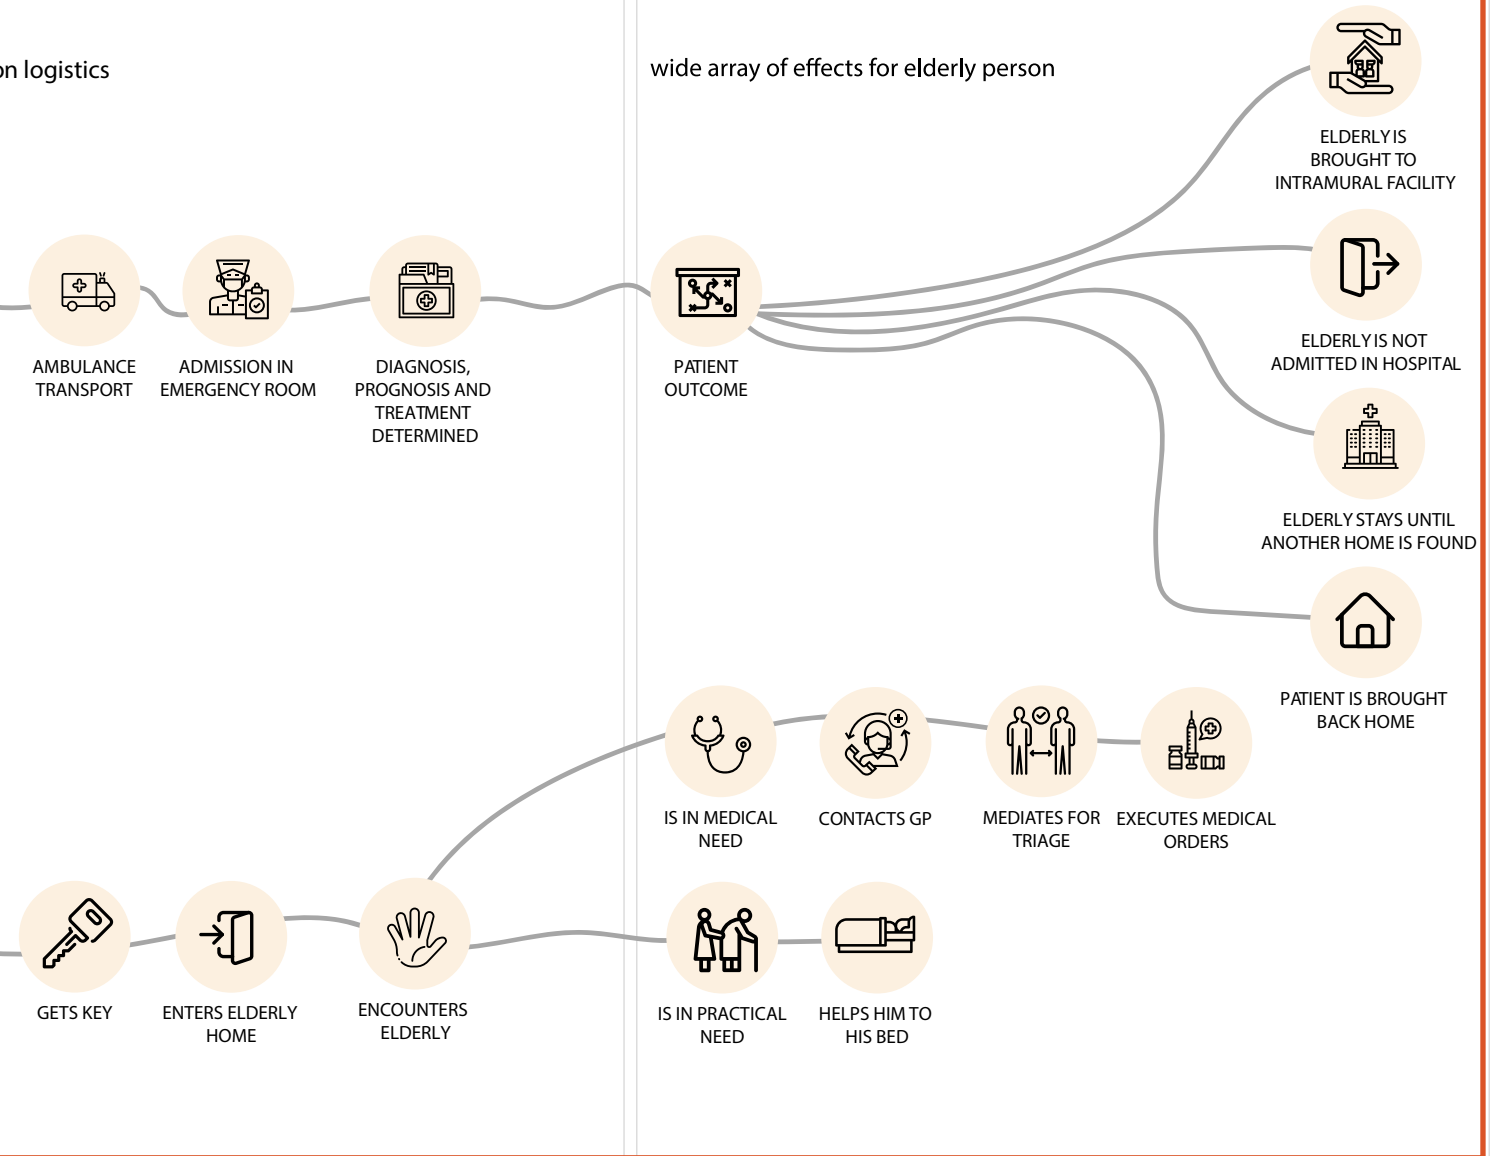 on logistics
wide array of effects for elderly person
ELDERLY IS
BROUGHT TO
INTRAMURAL FACILITY
AMBULANCE
TRANSPORT
ADMISSION IN
EMERGENCY ROOM
DIAGNOSIS,
PROGNOSIS AND
TREATMENT
DETERMINED
PATIENT
OUTCOME
ELDERLY IS NOT
ADMITTED IN HOSPITAL
ELDERLY STAYS UNTIL
ANOTHER HOME IS FOUND
PATIENT IS BROUGHT
BACK HOME
IS IN MEDICAL
NEED
CONTACTS GP
MEDIATES FOR
TRIAGE
EXECUTES MEDICAL
ORDERS
GETS KEY
ENTERS ELDERLY
HOME
ENCOUNTERS
ELDERLY
IS IN PRACTICAL
NEED
HELPS HIM TO
HIS BED